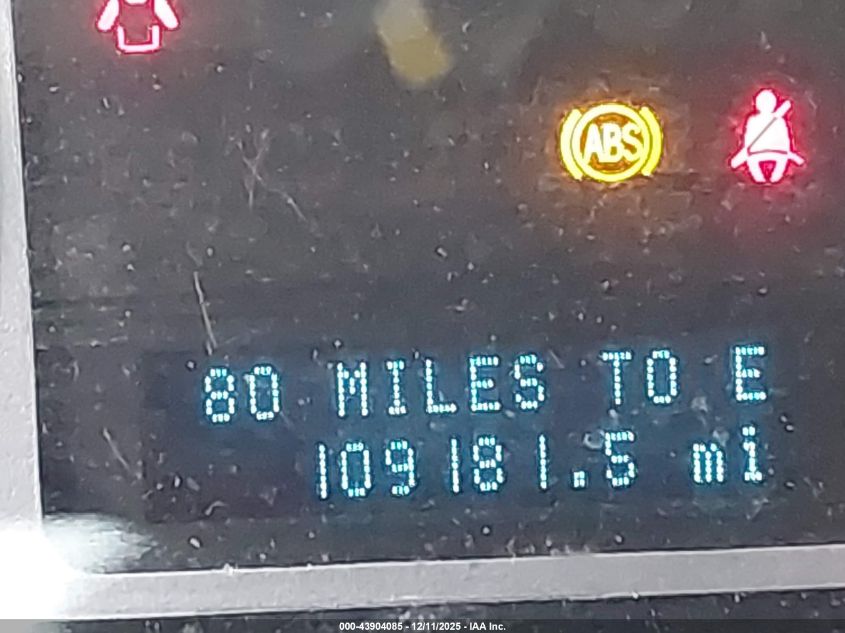 ABS
80 MILES TO E
109181.5 mi
000-43904085 - 12/11/2025 - IAA Inc.